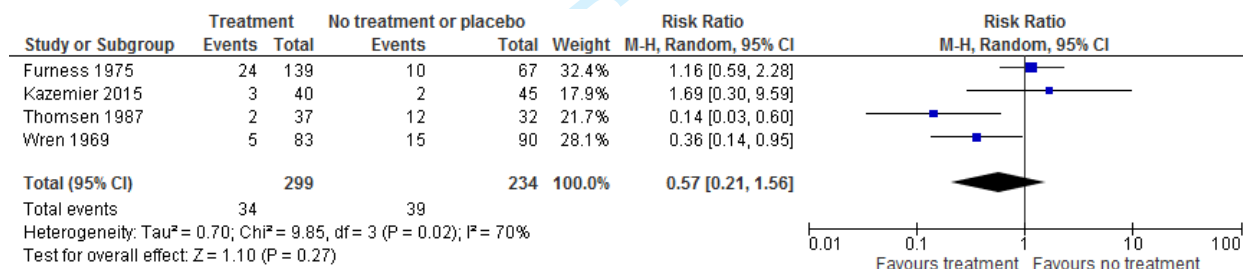 Treatment No treatment or placebo Risk Ratio Risk Ratio
Study or Subgroup Events Total Events Total Weight M-H, Random, 95% CI M-H, Random, 95% CI
Furness 1975 24 139 10 67 32.4% 1.16 [0.59, 2.28]
Kazemier 2015 3 40 2 45 17.9% 1.69 [0.30, 9.59]
Thomsen 1987 2 37 12 32 21.7% 0.14 [0.03, 0.60]
Wren 1969 5 83 15 90 28.1% 0.36 [0.14, 0.95]
Total (95% CI) 299 234 100.0% 0.57 [0.21, 1.56]
Total events 34 39
Heterogeneity: Tau² = 0.70; Chi² = 9.85, df = 3 (P = 0.02); I² = 70%
Test for overall effect: Z = 1.10 (P = 0.27)
0.01 0.1 1 10 100
Favours treatment Favours no treatment